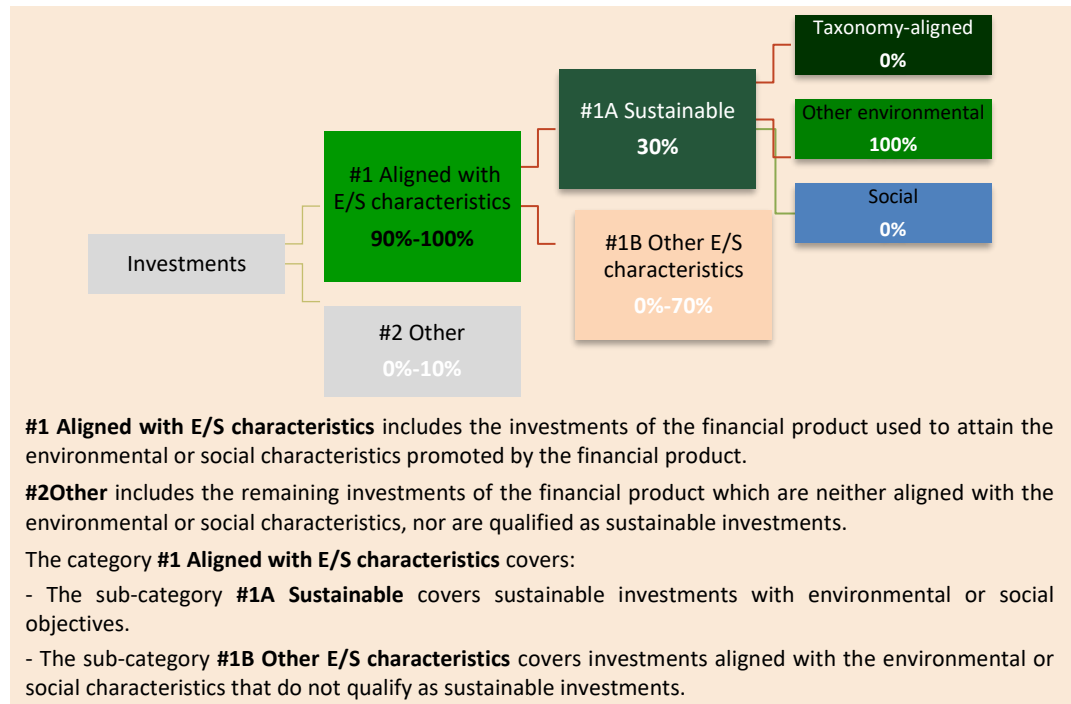 Taxonomy-aligned
0%
#1A Sustainable
30%
Other environmental
100%
#1 Aligned with
E/S characteristics
90%-100%
Social
0%
#1B Other E/S
characteristics
0%-70%
Investments
#2 Other
0%-10%
#1 Aligned with E/S characteristics includes the investments of the financial product used to attain the
environmental or social characteristics promoted by the financial product.
#2Other includes the remaining investments of the financial product which are neither aligned with the
environmental or social characteristics, nor are qualified as sustainable investments.
The category #1 Aligned with E/S characteristics covers:
- The sub-category #1A Sustainable covers sustainable investments with environmental or social
objectives.
- The sub-category #1B Other E/S characteristics covers investments aligned with the environmental or
social characteristics that do not qualify as sustainable investments.